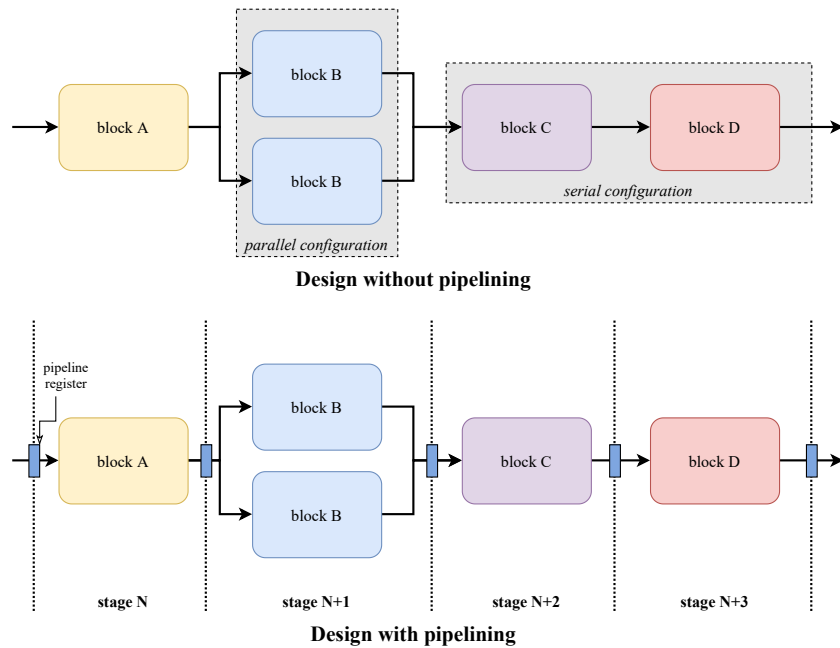 block B
block A
block C
block D
block B
serial configuration
parallel configuration
Design without pipelining
pipeline
register
block B
block A
block C
block D
block B
stage N
stage N+1
stage N+2
stage N+3
Design with pipelining